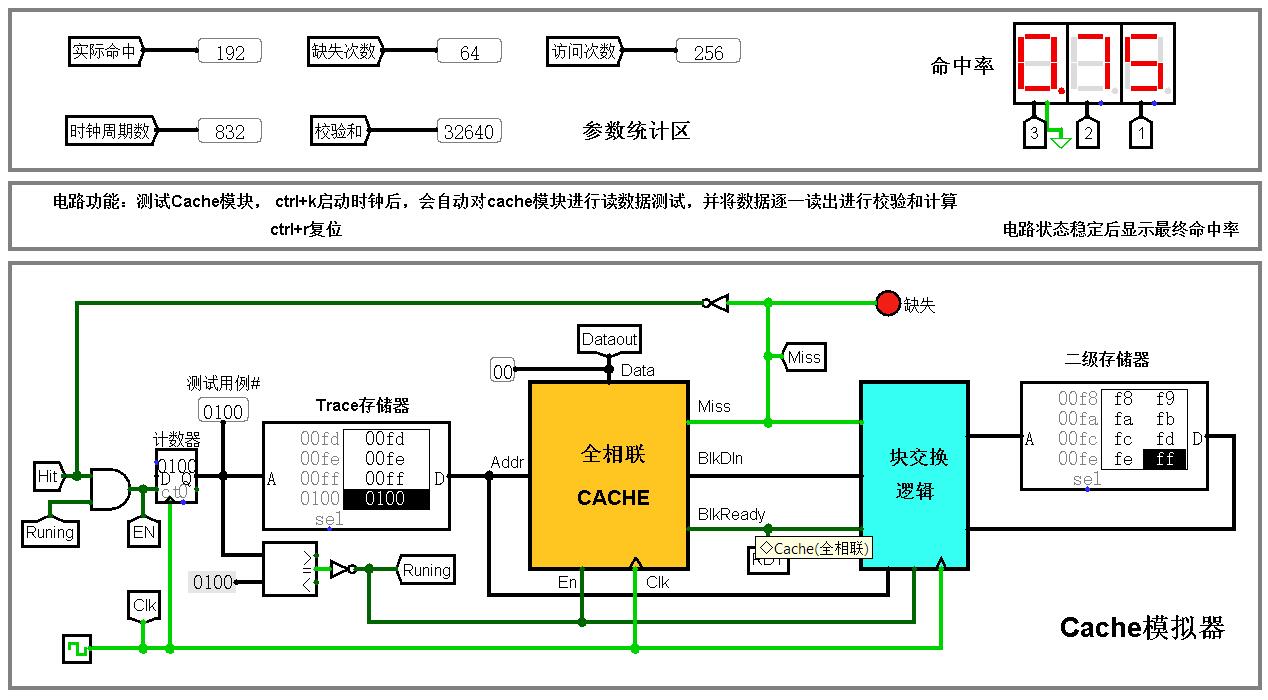 实际命中 192 缺失次数 64 访问次数 256
命中率 0.75
3 2 1
时钟周期数 832 校验和 32640 参数统计区
电路功能：测试Cache模块， ctrl+k启动时钟后，会自动对cache模块进行读数据测试，并将数据逐一读出进行校验和计算
ctrl+r复位
电路状态稳定后显示最终命中率
缺失
Dataout
Miss
二级存储器
00 Data
测试用例#
0100
Trace存储器
Miss
计数器
0100
D Q
ct0
Hit
Runing
EN
A
00fd 00fd
00fe 00fe
00ff 00ff
0100 0100
sel
D
Addr
全相联
CACHE
BlkDIn
BlkReady
块交换
逻辑
A
00f8 f8 f9
00fa fa fb
00fc fc fd
00fe fe ff
sel
D
◇Cache(全相联)
RDY
0100
>
=
<
Runing
En
Clk
Clk
Cache模拟器